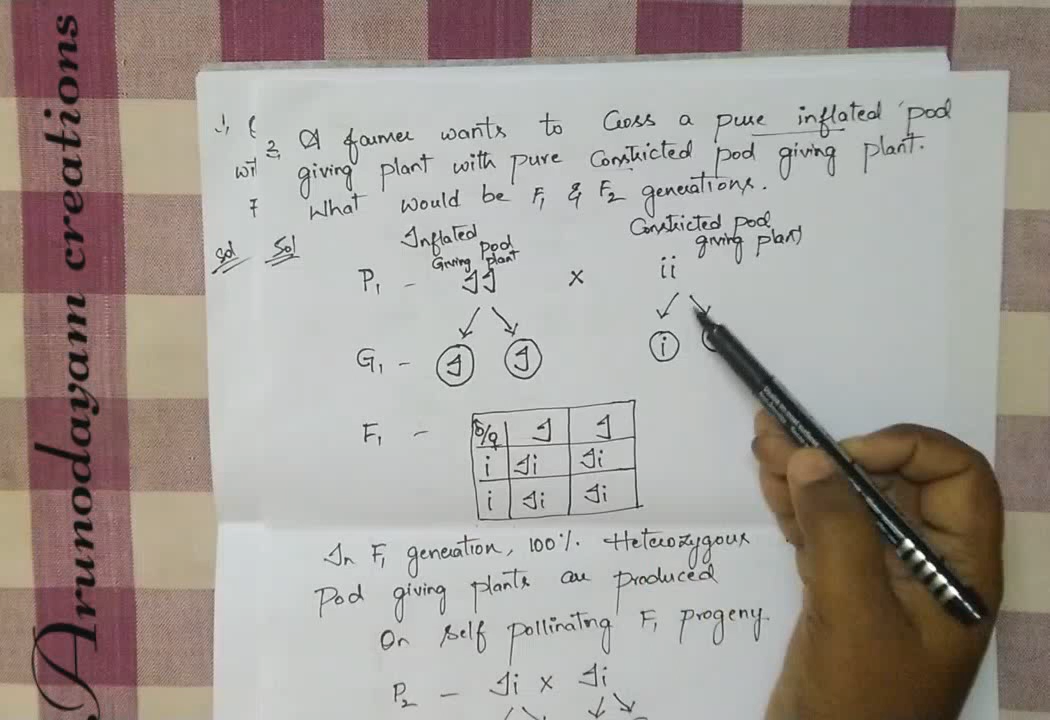 Arunodayam creations
2, A farmer wants to Cross a pure inflated pod
giving plant with pure Constricted pod giving plant.
What would be F1 & F2 generations.
Sol
Sol
Inflated pod
Giving plant
Constricted pod
giving plant
P1 - II x ii
G1 - I I i
F1 -
♂/♀ I I
i Ii Ii
i Ii Ii
In F1 generation, 100% Heterozygous
Pod giving plants are produced
On self pollinating F1 progeny.
P2 - Ii x Ii